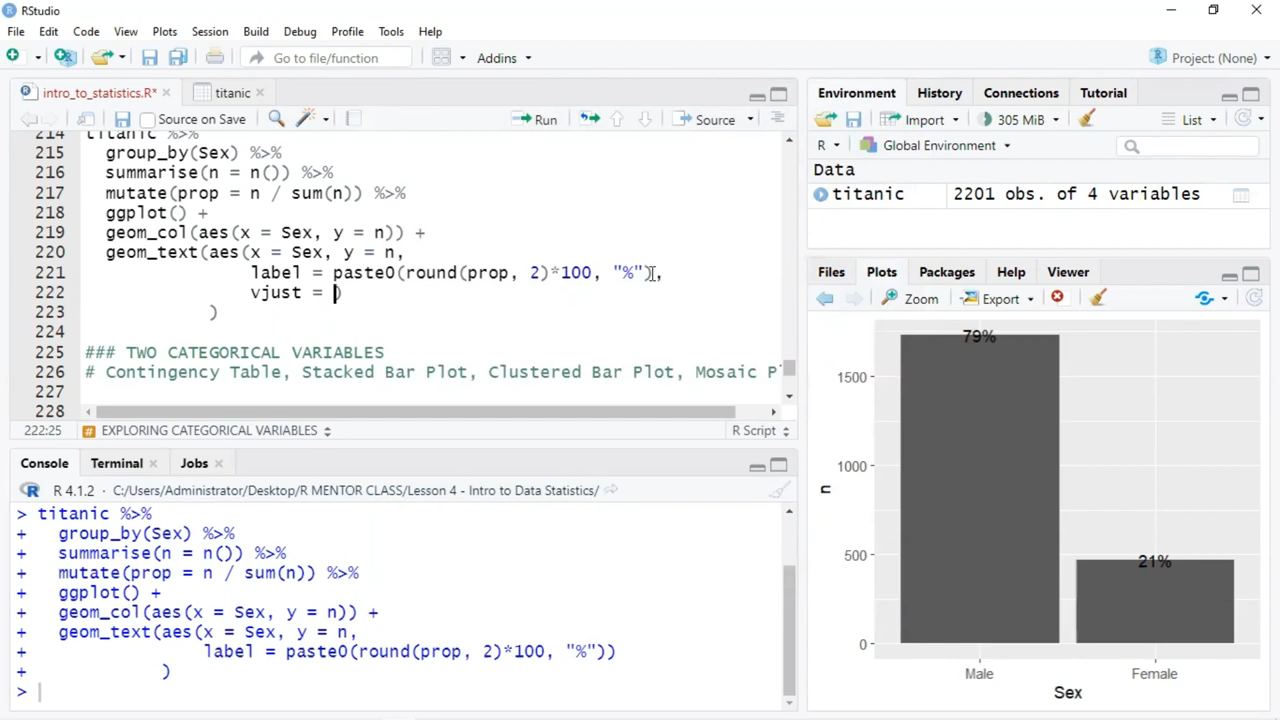 RStudio
File Edit Code View Plots Session Build Debug Profile Tools Help
Go to file/function Addins Project: (None)
intro_to_statistics.R* titanic
Source on Save Run Source
214 titanic %>%
215 group_by(Sex) %>%
216 summarise(n = n()) %>%
217 mutate(prop = n / sum(n)) %>%
218 ggplot() +
219 geom_col(aes(x = Sex, y = n)) +
220 geom_text(aes(x = Sex, y = n,
221 label = paste0(round(prop, 2)*100, "%")),
222 vjust = )
223 )
224
225 ### TWO CATEGORICAL VARIABLES
226 # Contingency Table, Stacked Bar Plot, Clustered Bar Plot, Mosaic Pl
227
228
222:25 EXPLORING CATEGORICAL VARIABLES R Script
Console Terminal Jobs
R 4.1.2 · C:/Users/Administrator/Desktop/R MENTOR CLASS/Lesson 4 - Intro to Data Statistics/
> titanic %>%
+ group_by(Sex) %>%
+ summarise(n = n()) %>%
+ mutate(prop = n / sum(n)) %>%
+ ggplot() +
+ geom_col(aes(x = Sex, y = n)) +
+ geom_text(aes(x = Sex, y = n,
+ label = paste0(round(prop, 2)*100, "%"))
+ )
>
Environment History Connections Tutorial
Import 305 MiB List
R Global Environment
Data
titanic 2201 obs. of 4 variables
Files Plots Packages Help Viewer
Zoom Export
79%
21%
1500
1000
500
0
n
Male Female
Sex